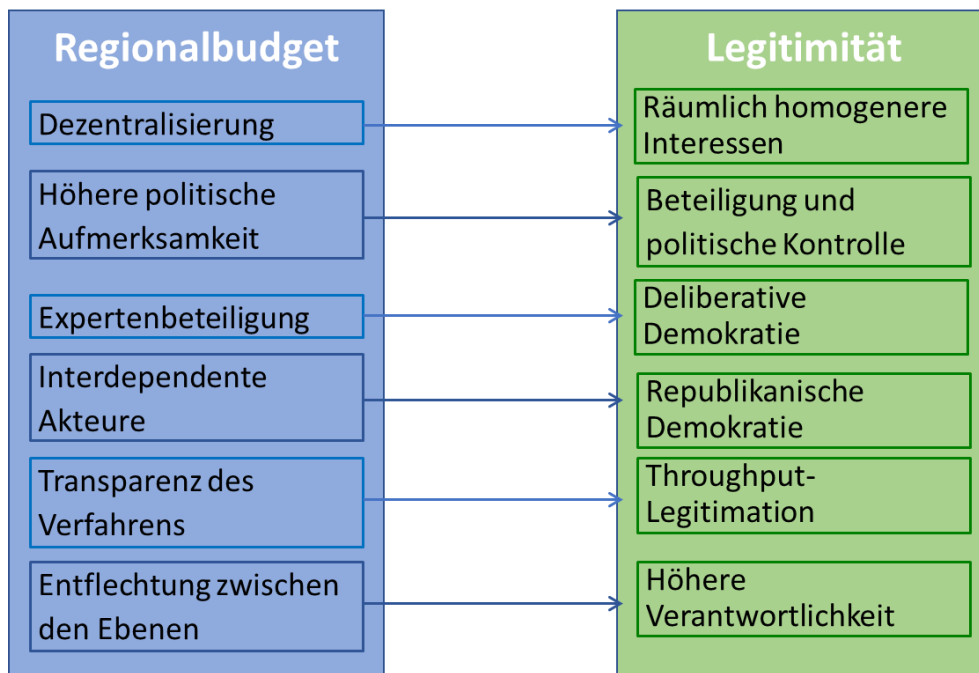 Regionalbudget
Dezentralisierung
Höhere politische
Aufmerksamkeit
Expertenbeteiligung
Interdependente
Akteure
Transparenz des
Verfahrens
Entflechtung zwischen
den Ebenen
Legitimität
Räumlich homogenere
Interessen
Beteiligung und
politische Kontrolle
Deliberative
Demokratie
Republikanische
Demokratie
Throughput-
Legitimation
Höhere
Verantwortlichkeit